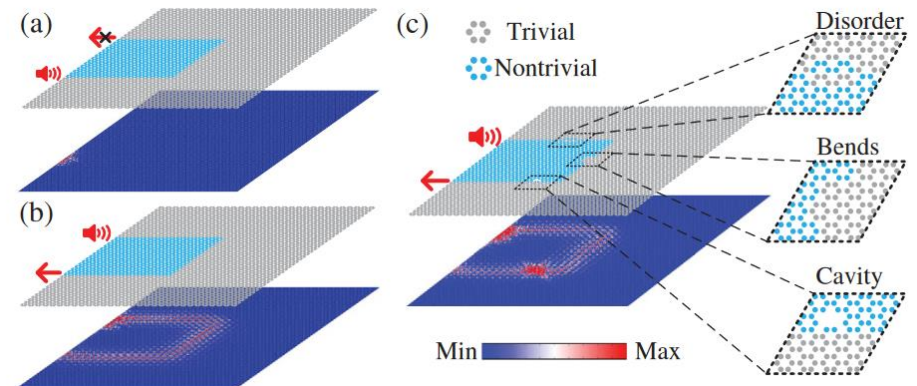 (a)
(b)
(c)
Trivial
Nontrivial
Disorder
Bends
Cavity
Min
Max